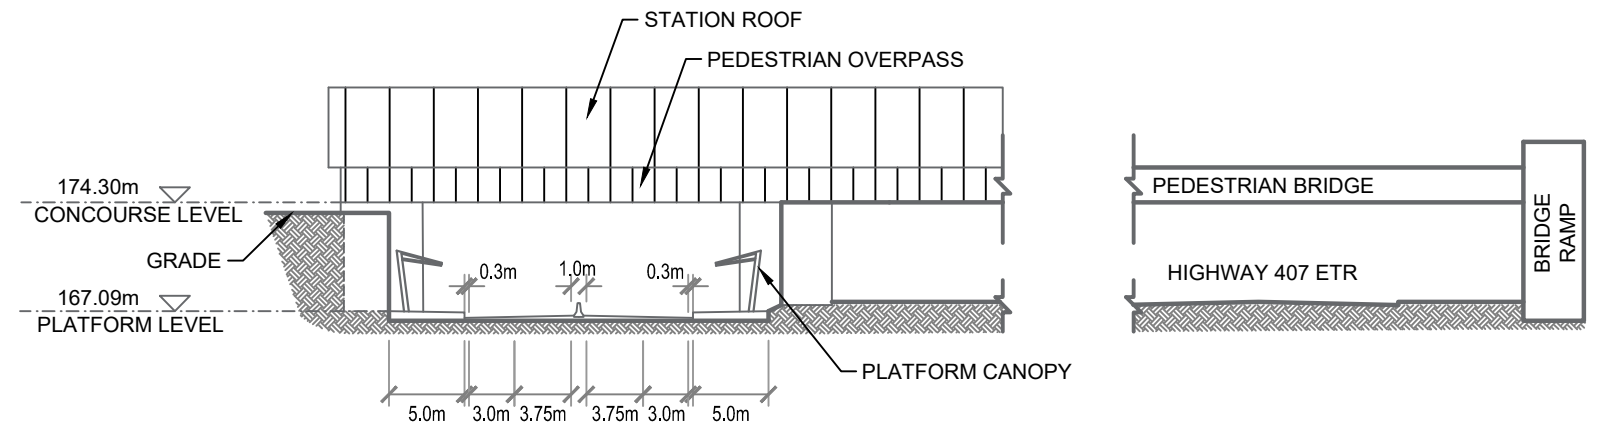 STATION ROOF
PEDESTRIAN OVERPASS
174.30m
CONCOURSE LEVEL
PEDESTRIAN BRIDGE
BRIDGE
RAMP
GRADE
0.3m
1.0m
0.3m
HIGHWAY 407 ETR
167.09m
PLATFORM LEVEL
PLATFORM CANOPY
5.0m
3.0m
3.75m
3.75m
3.0m
5.0m